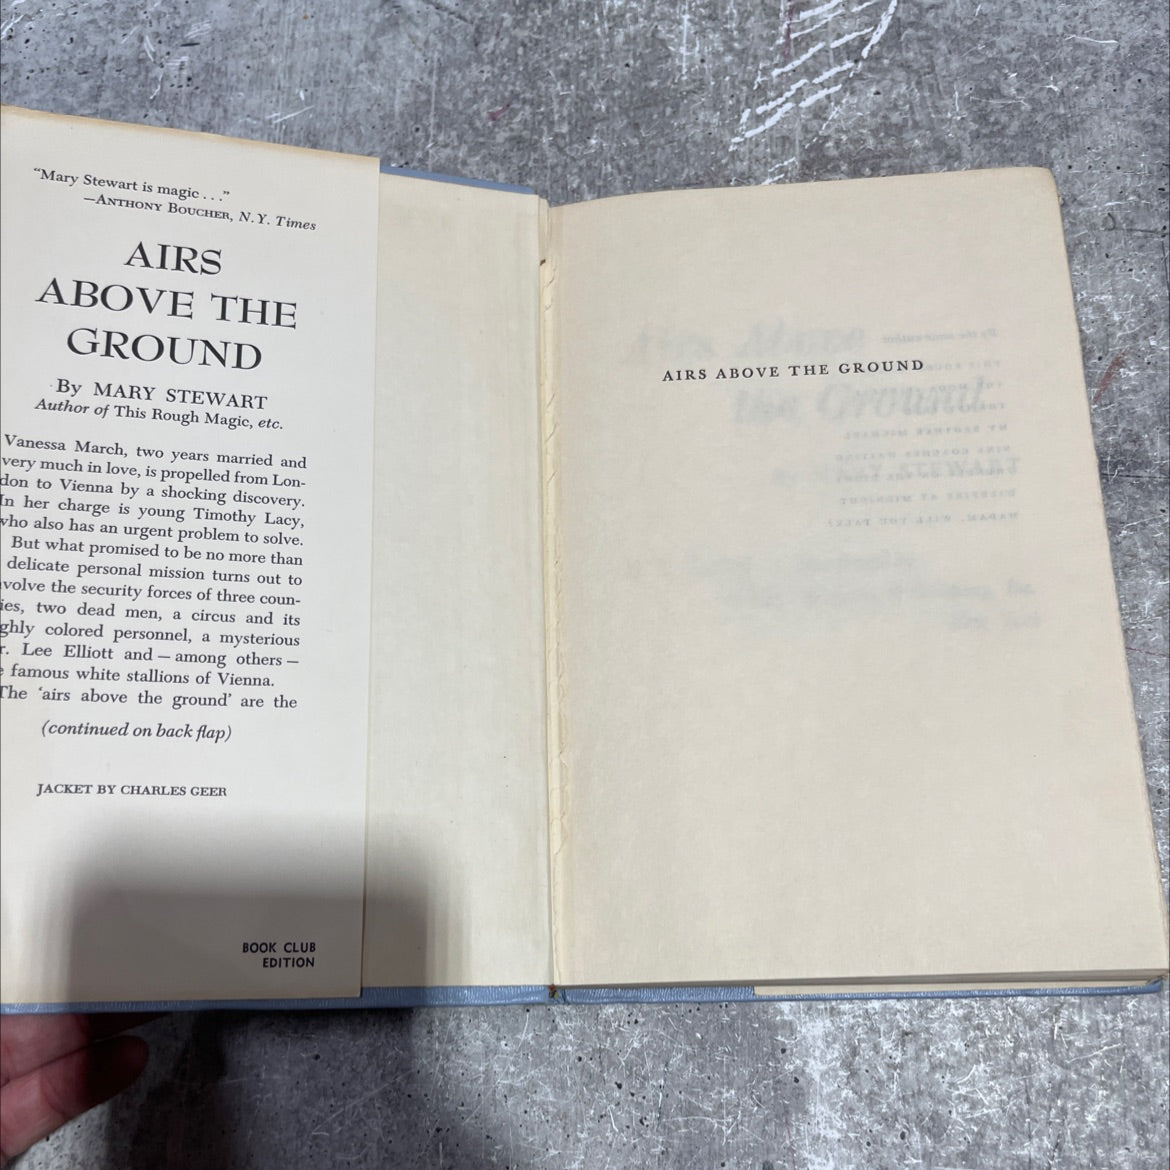 “Mary Stewart is magic . . .”
—ANTHONY BOUCHER, N.Y. Times
AIRS
ABOVE THE
GROUND
By MARY STEWART
Author of This Rough Magic, etc.
Vanessa March, two years married and
very much in love, is propelled from Lon-
don to Vienna by a shocking discovery.
In her charge is young Timothy Lacy,
who also has an urgent problem to solve.
But what promised to be no more than
delicate personal mission turns out to
volve the security forces of three coun-
ies, two dead men, a circus and its
ghly colored personnel, a mysterious
r. Lee Elliott and — among others —
e famous white stallions of Vienna.
The ‘airs above the ground’ are the
(continued on back flap)
JACKET BY CHARLES GEER
BOOK CLUB
EDITION
AIRS ABOVE THE GROUND